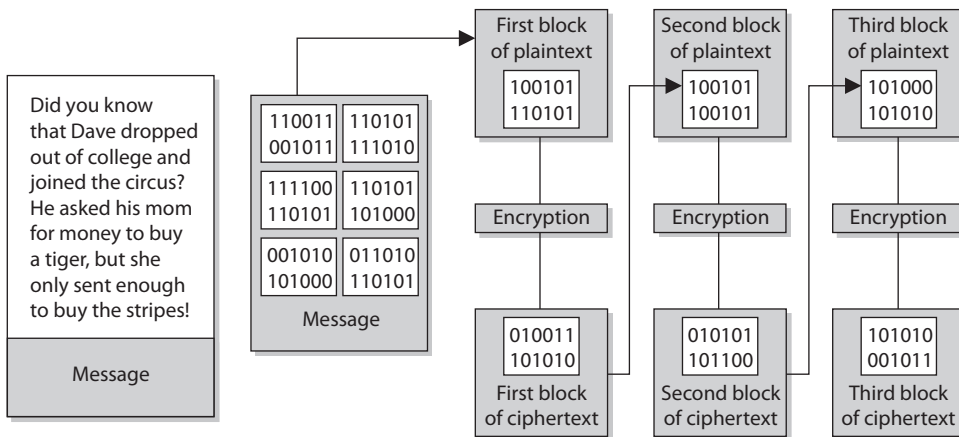 Did you know
that Dave dropped
out of college and
joined the circus?
He asked his mom
for money to buy
a tiger, but she
only sent enough
to buy the stripes!
Message
110011
001011
110101
111010
111100
110101
110101
101000
001010
101000
011010
110101
Message
First block
of plaintext
100101
110101
Encryption
010011
101010
First block
of ciphertext
Second block
of plaintext
100101
100101
Encryption
010101
101100
Second block
of ciphertext
Third block
of plaintext
101000
101010
Encryption
101010
001011
Third block
of ciphertext